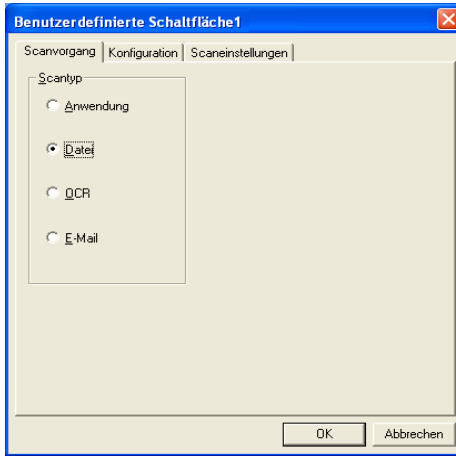 Benutzerdefinierte Schaltfläche1
Scanvorgang Konfiguration Scaneinstellungen
Scantyp
Anwendung
Datei
OCR
E-Mail
OK Abbrechen